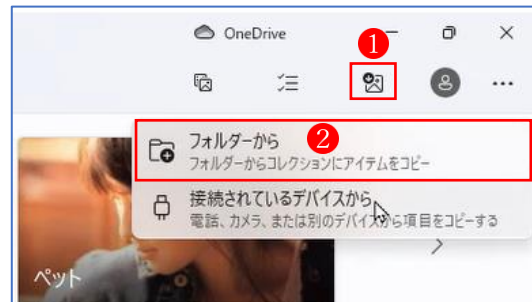 OneDrive
1
2
フォルダーから
フォルダーからコレクションにアイテムをコピー
接続されているデバイスから
電話、カメラ、または別のデバイスから項目をコピーする
ペット